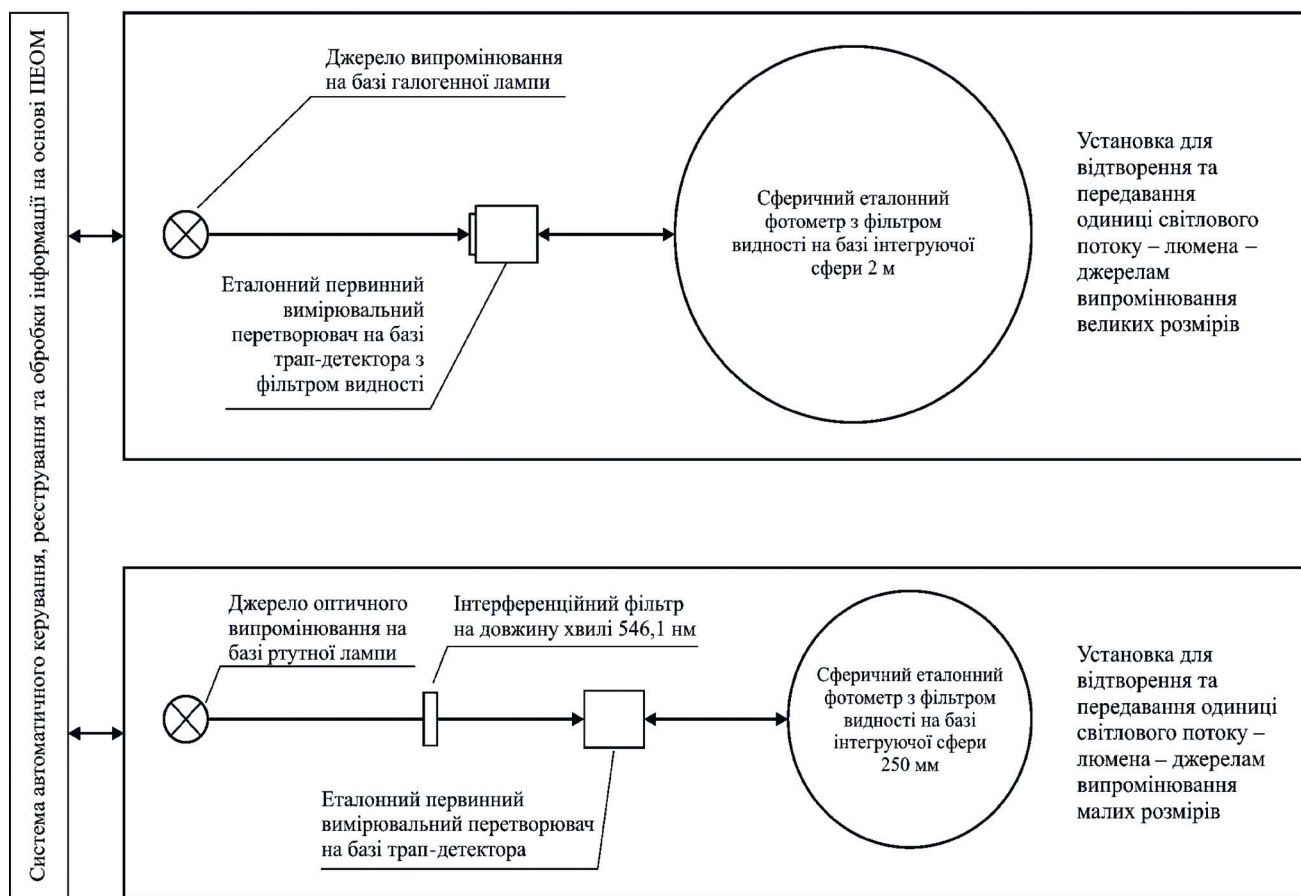 Система автоматичного керування, реєстрування та обробки інформації на основі ПЕОМ
Джерело випромінювання
на базі галогенної лампи
Еталонний первинний
вимірювальний
перетворювач на базі
трап-детектора з
фільтром видності
Сферичний еталонний
фотометр з фільтром
видності на базі інтегруючої
сфери 2 м
Установка для
відтворення та
передавання
одиниці світлового
потоку – люмена –
джерелам
випромінювання
великих розмірів
Джерело оптичного
випромінювання на
базі ртутної лампи
Інтерференційний фільтр
на довжину хвилі 546,1 нм
Еталонний первинний
вимірювальний перетворювач
на базі трап-детектора
Сферичний еталонний
фотометр з фільтром
видності на базі
інтегруючої сфери
250 мм
Установка для
відтворення та
передавання одиниці
світлового потоку –
люмена – джерелам
випромінювання
малих розмірів